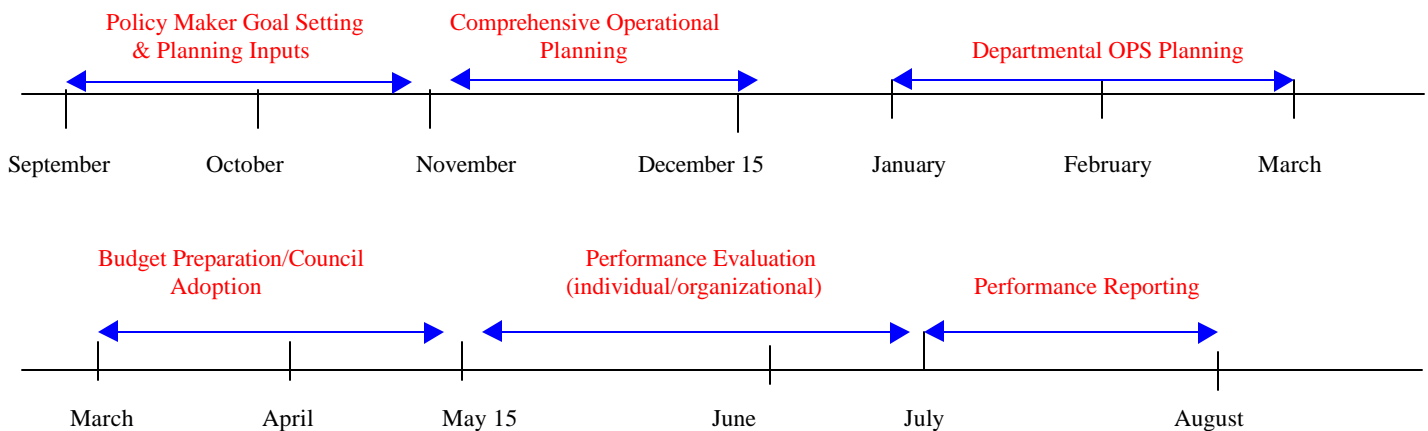 Policy Maker Goal Setting
& Planning Inputs
Comprehensive Operational
Planning
Departmental OPS Planning
September
October
November
December 15
January
February
March
Budget Preparation/Council
Adoption
Performance Evaluation
(individual/organizational)
Performance Reporting
March
April
May 15
June
July
August